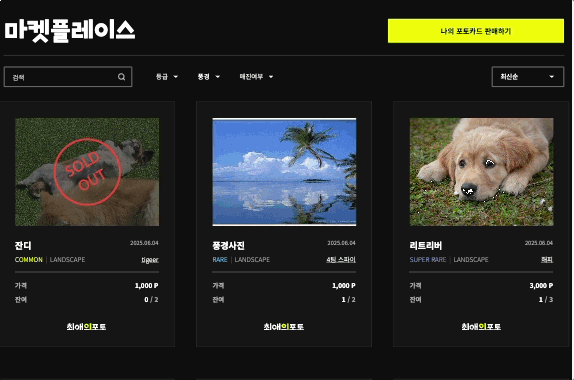 마켓플레이스
나의 포토카드 판매하기
검색
등급
풍경
매진여부
최신순
SOLD OUT
잔디
2025.06.04
COMMON | LANDSCAPE
tigeer
가격
1,000 P
잔여
0 / 2
최애의포토
풍경사진
2025.06.04
RARE | LANDSCAPE
4팀 스파이
가격
1,000 P
잔여
1 / 2
최애의포토
리트리버
2025.06.04
SUPER RARE | LANDSCAPE
해피
가격
3,000 P
잔여
1 / 3
최애의포토